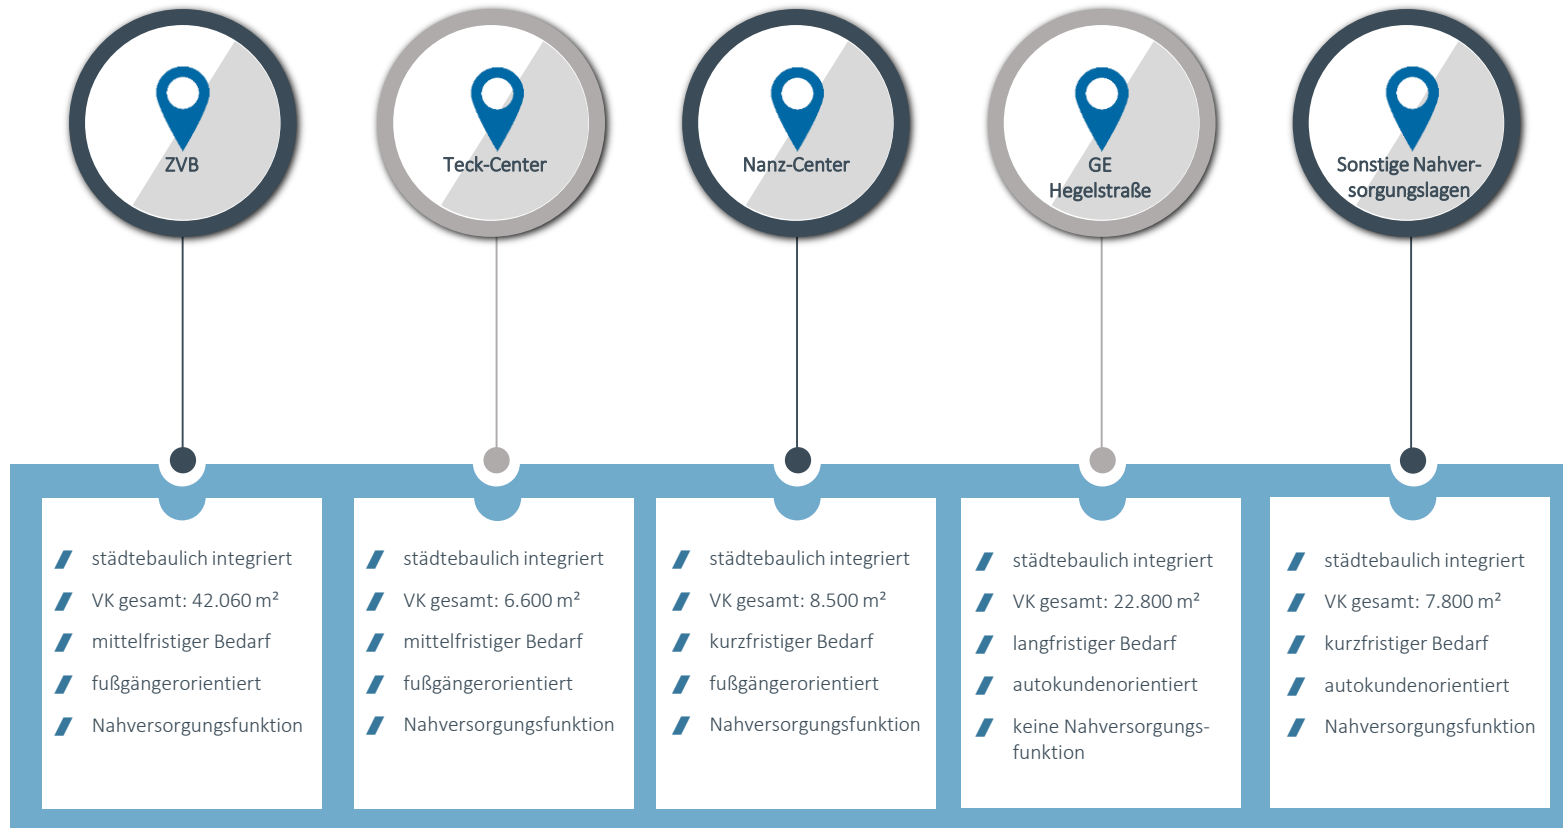 ZVB
Teck-Center
Nanz-Center
GE
Hegelstraße
Sonstige Nahver-
sorgungslagen
städtebaulich integriert
VK gesamt: 42.060 m²
mittelfristiger Bedarf
fußgängerorientiert
Nahversorgungsfunktion
städtebaulich integriert
VK gesamt: 6.600 m²
mittelfristiger Bedarf
fußgängerorientiert
Nahversorgungsfunktion
städtebaulich integriert
VK gesamt: 8.500 m²
kurzfristiger Bedarf
fußgängerorientiert
Nahversorgungsfunktion
städtebaulich integriert
VK gesamt: 22.800 m²
langfristiger Bedarf
autokundenorientiert
keine Nahversorgungs-
funktion
städtebaulich integriert
VK gesamt: 7.800 m²
kurzfristiger Bedarf
autokundenorientiert
Nahversorgungsfunktion